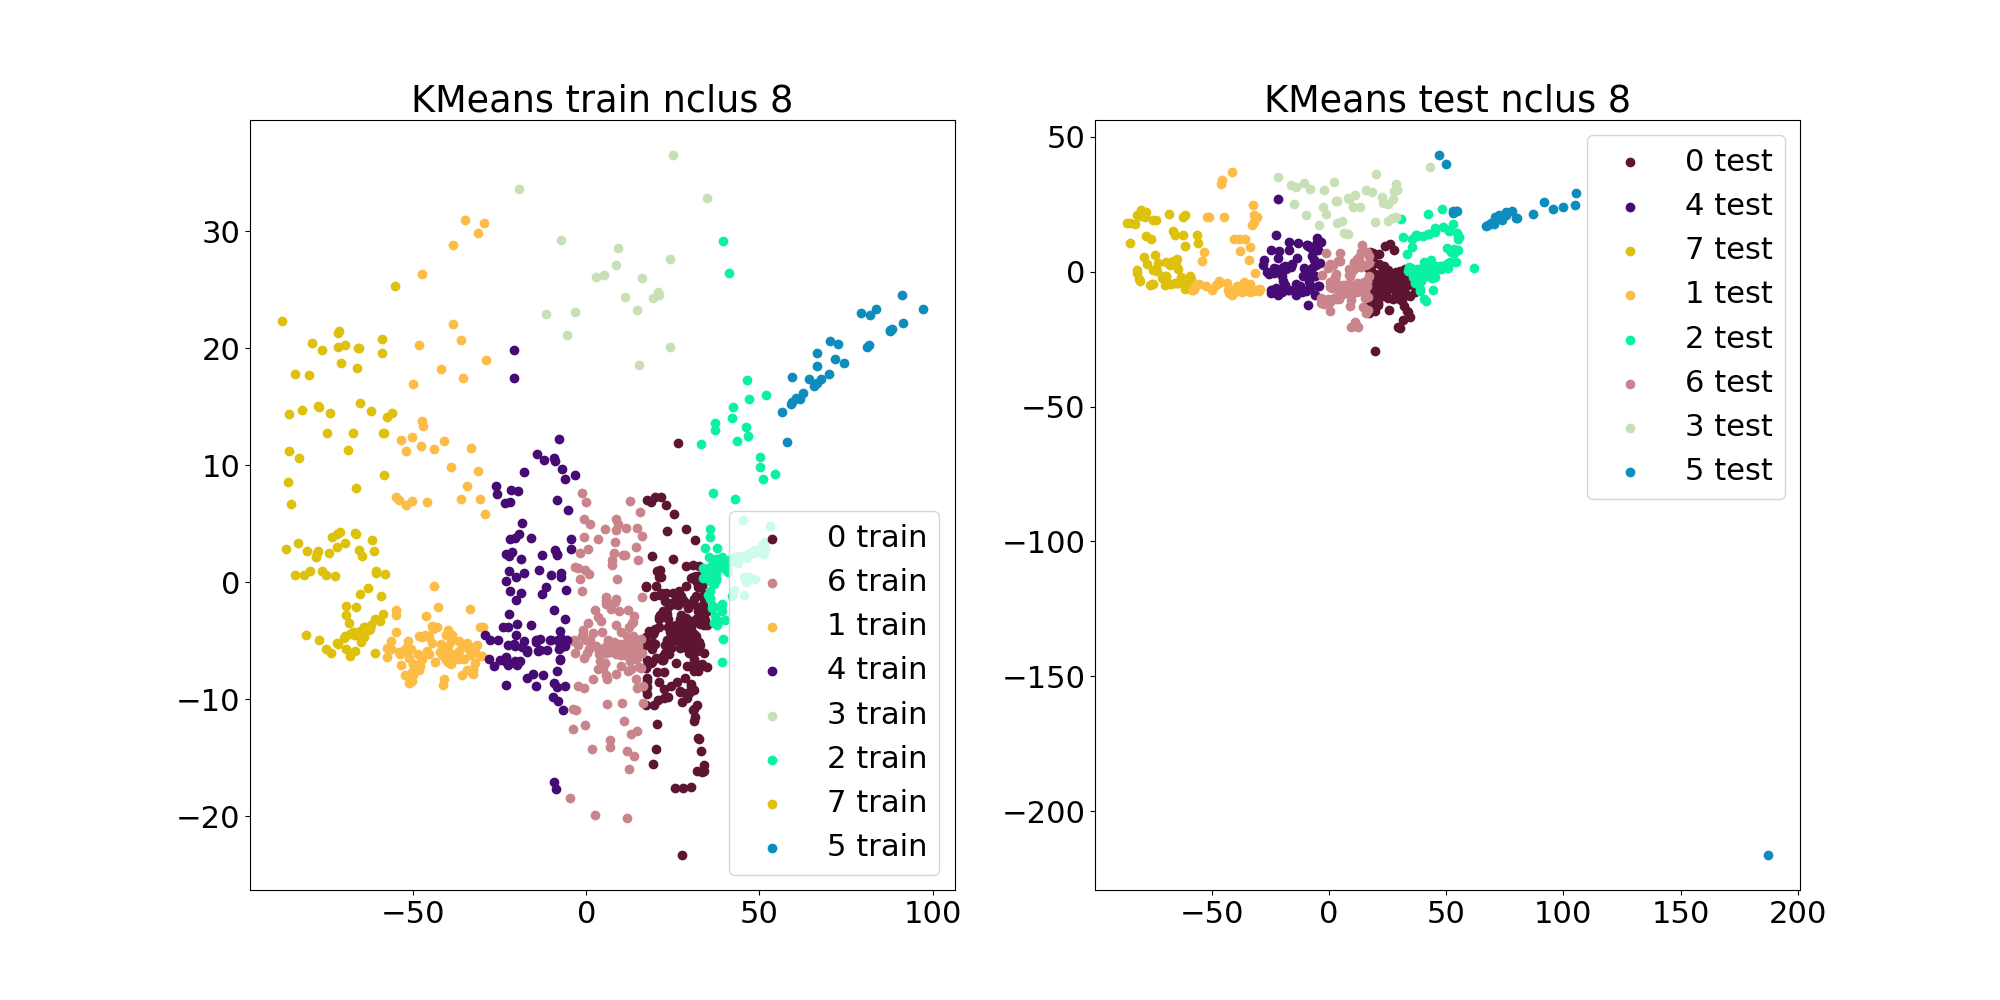 KMeans train nclus 8
30
20
10
0
−10
−20
−50
0
50
100
0 train
6 train
1 train
4 train
3 train
2 train
7 train
5 train
KMeans test nclus 8
50
0
−50
−100
−150
−200
−50
0
50
100
150
200
0 test
4 test
7 test
1 test
2 test
6 test
3 test
5 test